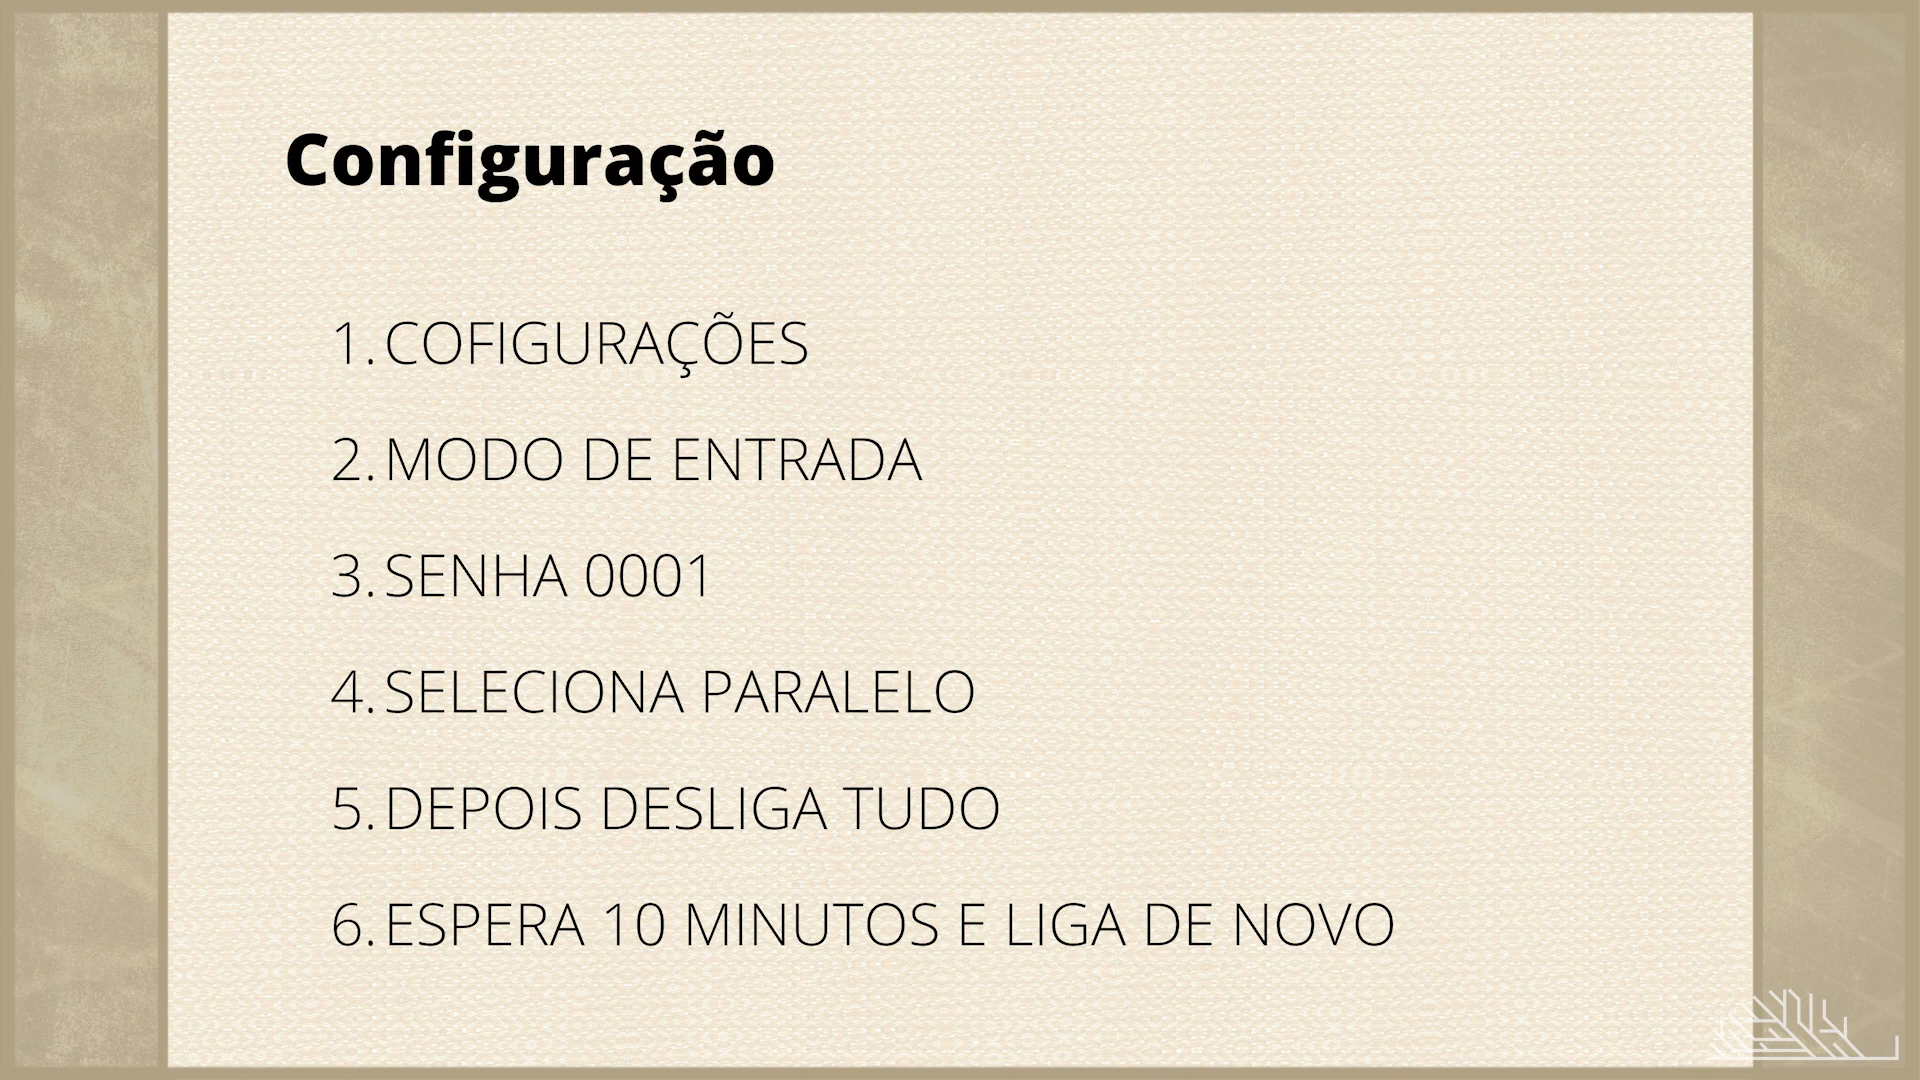 Configuração
1. COFIGURAÇÕES
2. MODO DE ENTRADA
3. SENHA 0001
4. SELECIONA PARALELO
5. DEPOIS DESLIGA TUDO
6. ESPERA 10 MINUTOS E LIGA DE NOVO